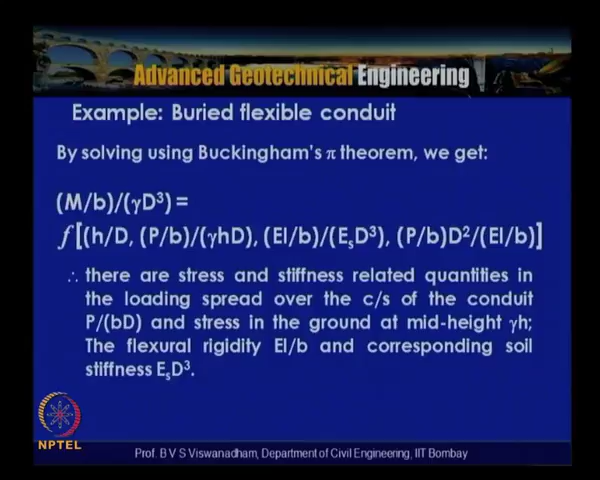 Advanced Geotechnical Engineering
Example: Buried flexible conduit
By solving using Buckingham's π theorem, we get:
(M/b)/(γD³) =
f[(h/D, (P/b)/(γhD), (EI/b)/(EₛD³), (P/b)D²/(EI/b)]
∴ there are stress and stiffness related quantities in
the loading spread over the c/s of the conduit
P/(bD) and stress in the ground at mid-height γh;
The flexural rigidity EI/b and corresponding soil
stiffness EₛD³.
NPTEL
Prof. B V S Viswanadham, Department of Civil Engineering, IIT Bombay